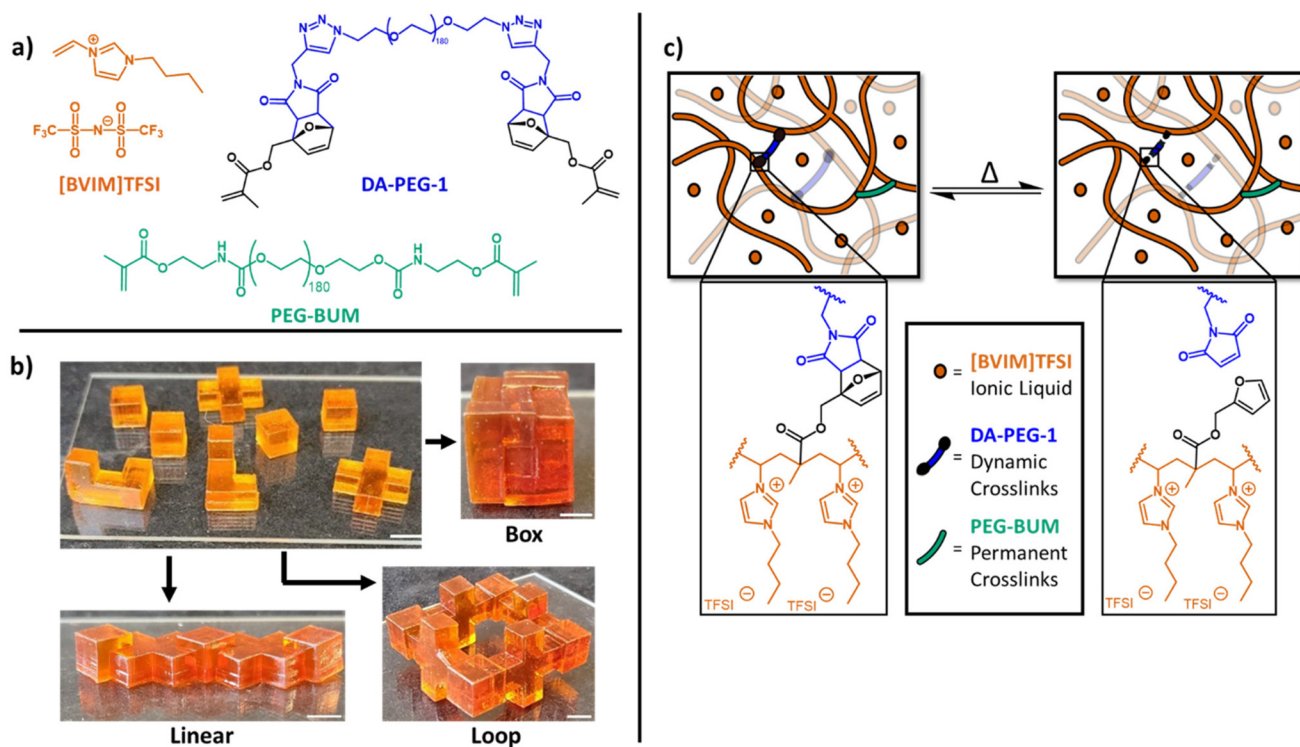 a)
N
⊕
N
F₃C
O
S
O
N
⊖
O
S
O
CF₃
[BVIM]TFSI
N=N
N
O
180
O
N
N=N
O
N
O
O
O
O
DA-PEG-1
O
N
O
O
O
O
O
O
H
N
O
O
180
O
O
O
N
H
O
O
PEG-BUM
b)
Box
Linear
Loop
c)
Δ
O
N
O
O
O
O
N
⊕
N
N
⊕
N
TFSI ⊖
TFSI ⊖
[BVIM]TFSI
= Ionic Liquid
DA-PEG-1
= Dynamic
Crosslinks
PEG-BUM
= Permanent
Crosslinks
O
N
O
O
O
O
N
⊕
N
N
⊕
N
TFSI ⊖
TFSI ⊖